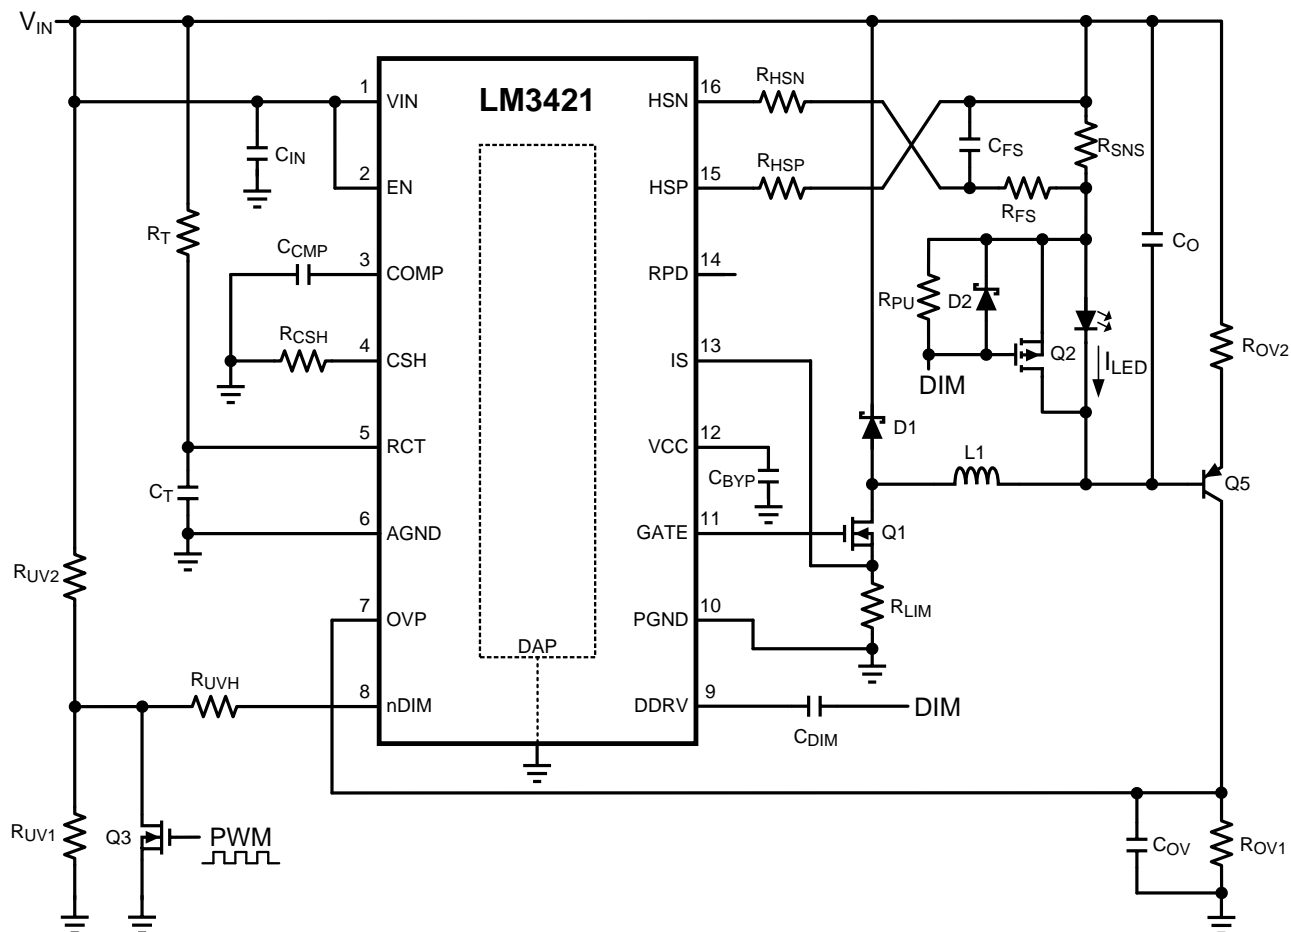 VIN
LM3421
1
VIN
HSN
16
RHSN
CIN
CFS
RSNS
2
EN
HSP
15
RHSP
RFS
RT
CCMP
3
COMP
RPD
14
RPU
D2
CO
RCSH
4
CSH
IS
13
DIM
Q2
ILED
ROV2
5
RCT
VCC
12
D1
CT
CBYP
L1
Q5
6
AGND
GATE
11
Q1
RUV2
7
OVP
PGND
10
RLIM
DAP
RUVH
8
nDIM
DDRV
9
DIM
CDIM
RUV1
Q3
PWM
COV
ROV1